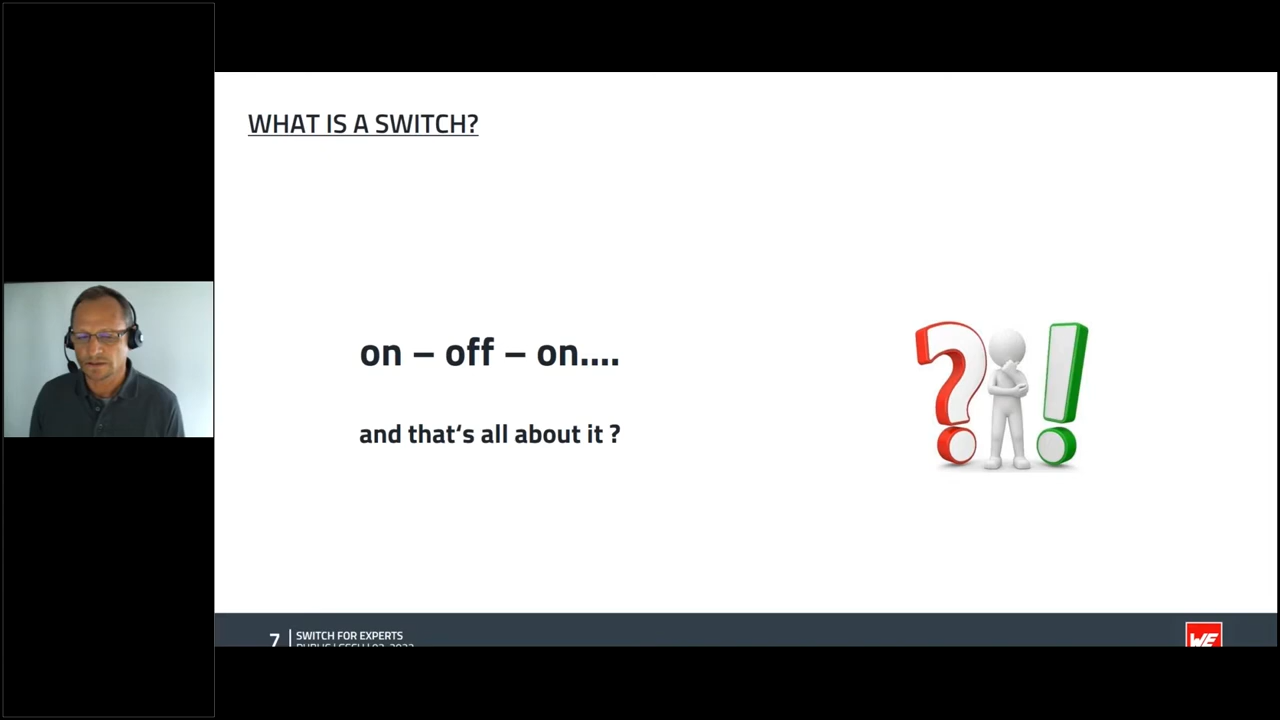 WHAT IS A SWITCH?
on – off – on....
and that‘s all about it ?
7
SWITCH FOR EXPERTS
WE